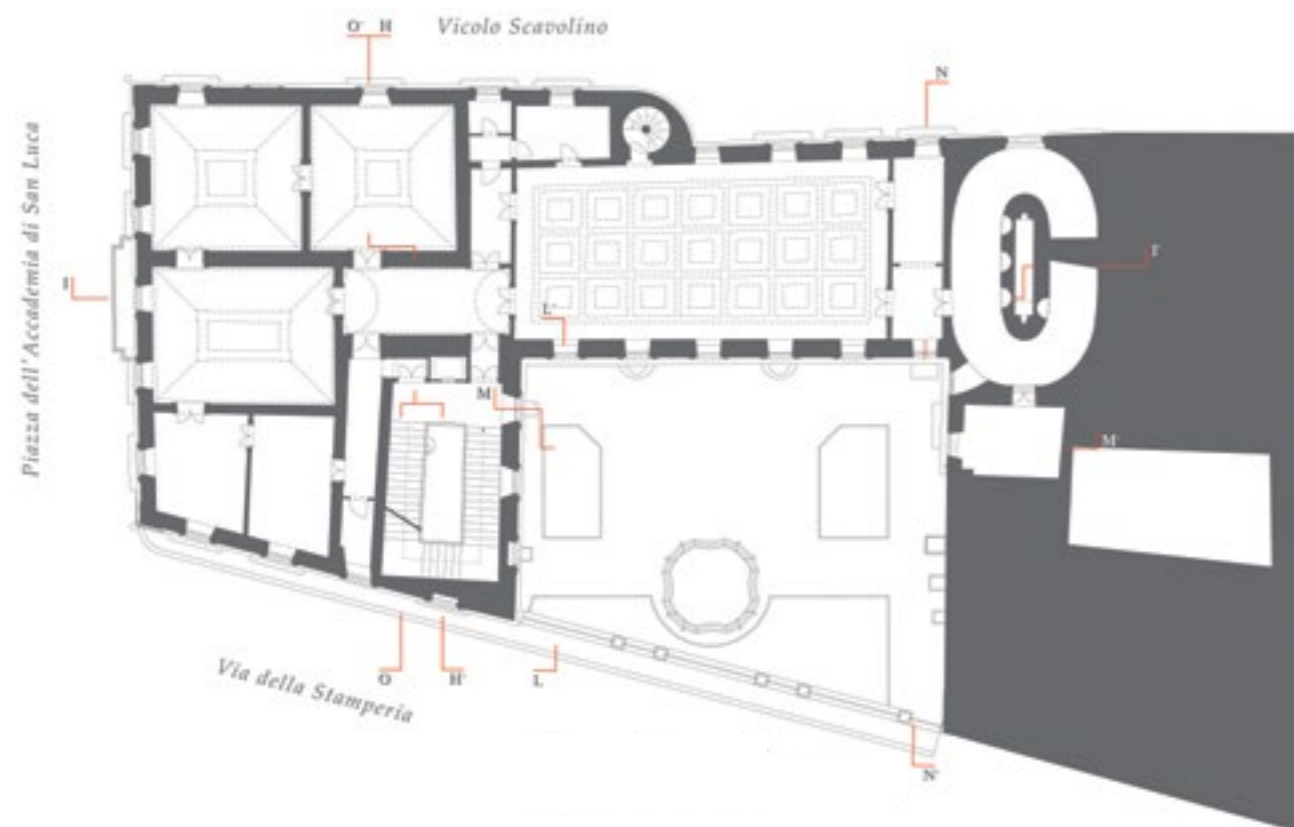 O' H
Vicolo Scavolino
N
Piazza dell'Accademia di San Luca
I
I'
L'
M
M'
Via della Stamperia
O
H'
L
N'